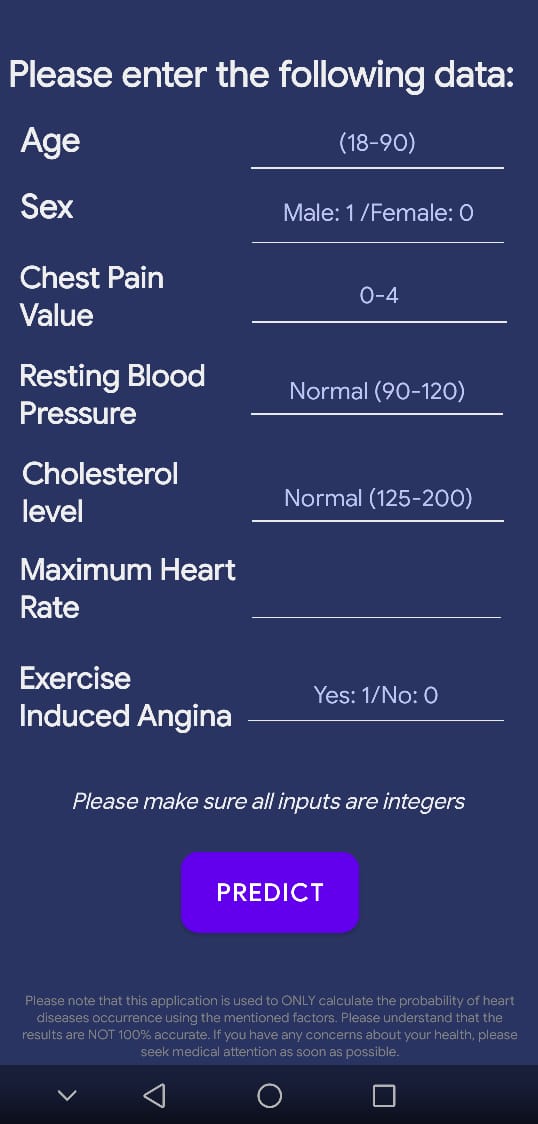 Please enter the following data:
Age
(18-90)
Sex
Male: 1 /Female: 0
Chest Pain
Value
0-4
Resting Blood
Pressure
Normal (90-120)
Cholesterol
level
Normal (125-200)
Maximum Heart
Rate
Exercise
Induced Angina
Yes: 1/No: 0
Please make sure all inputs are integers
PREDICT
Please note that this application is used to ONLY calculate the probability of heart
diseases occurrence using the mentioned factors. Please understand that the
results are NOT 100% accurate. If you have any concerns about your health, please
seek medical attention as soon as possible.